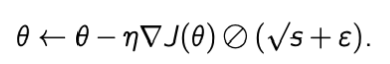 θ ← θ − η∇J(θ) ⊘ (√s + ε).